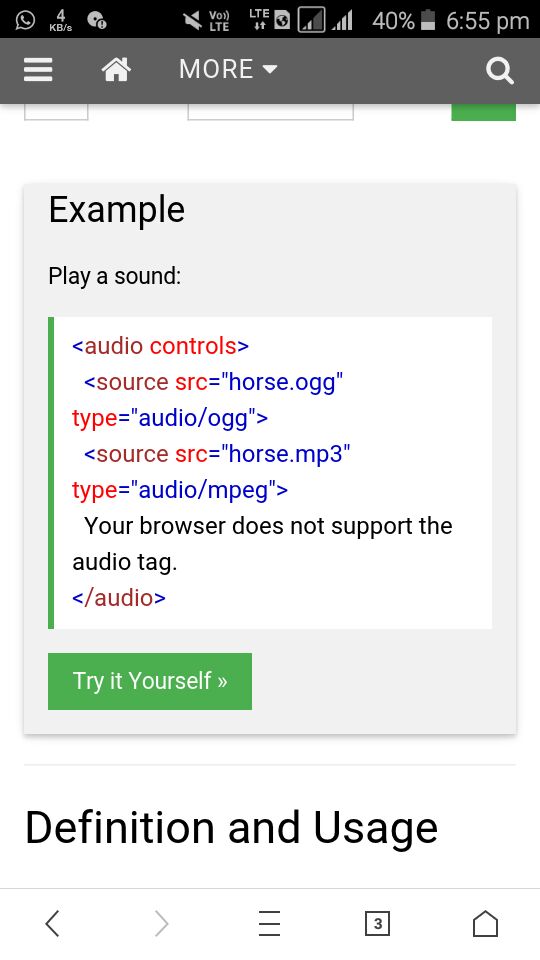 4 KB/s Vo)) LTE LTE 40% 6:55 pm
MORE
Example
Play a sound:
<audio controls>
<source src="horse.ogg"
type="audio/ogg">
<source src="horse.mp3"
type="audio/mpeg">
Your browser does not support the
audio tag.
</audio>
Try it Yourself »
Definition and Usage
3